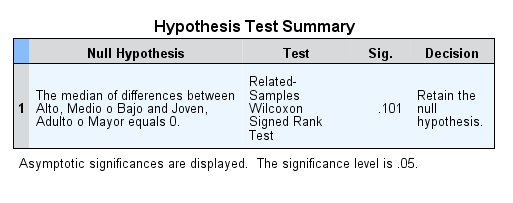 Hypothesis Test Summary
Null Hypothesis Test Sig. Decision
1 The median of differences between Alto, Medio o Bajo and Joven, Adulto o Mayor equals 0. Related-Samples Wilcoxon Signed Rank Test .101 Retain the null hypothesis.
Asymptotic significances are displayed. The significance level is .05.